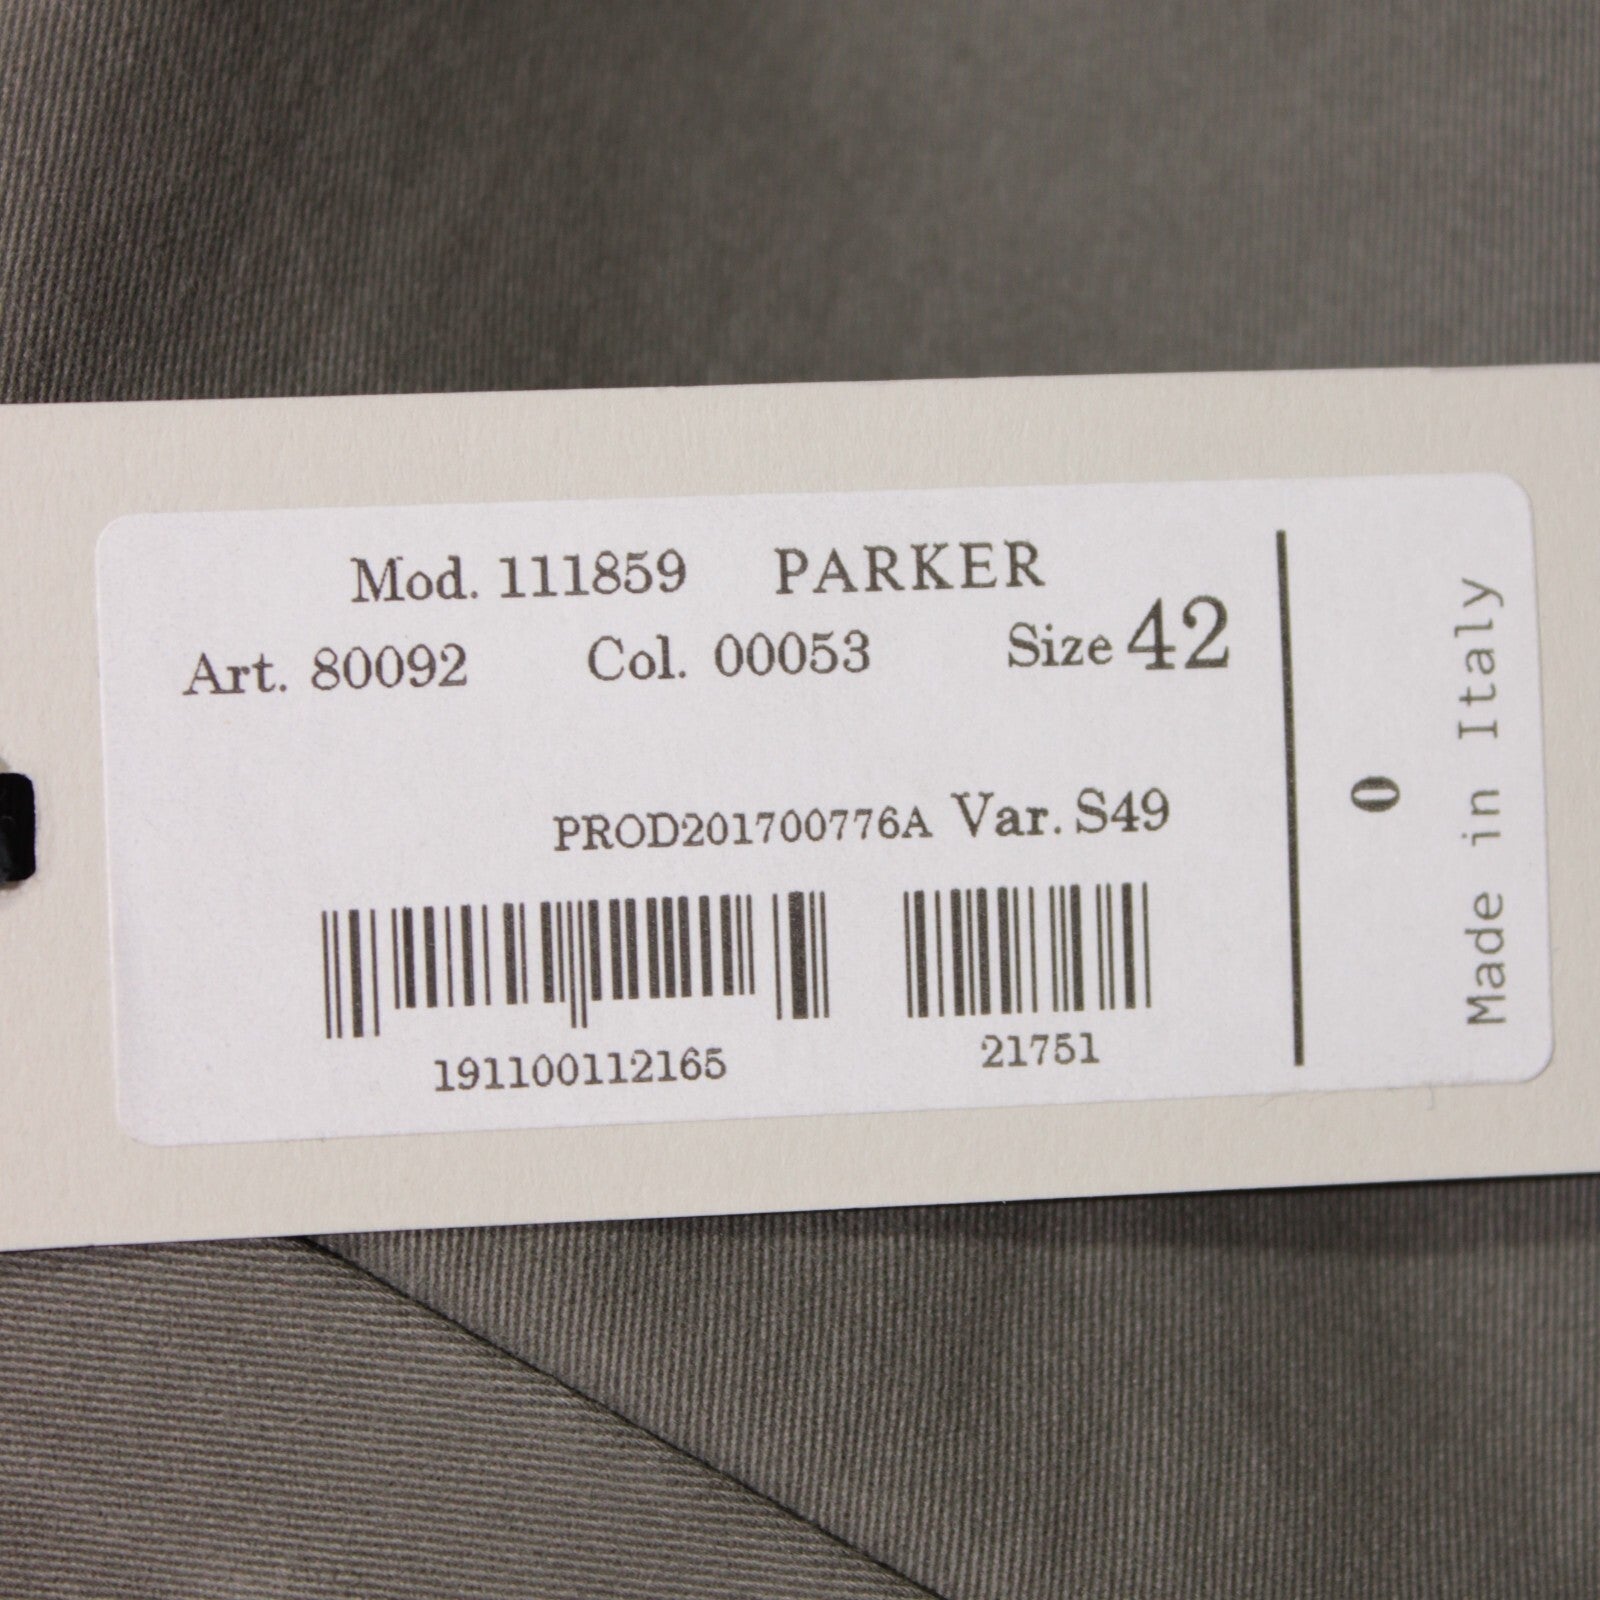 Mod. 111859 PARKER
Art. 80092 Col. 00053 Size 42
PROD201700776A Var. S49
191100112165 21751
0
Made in Italy